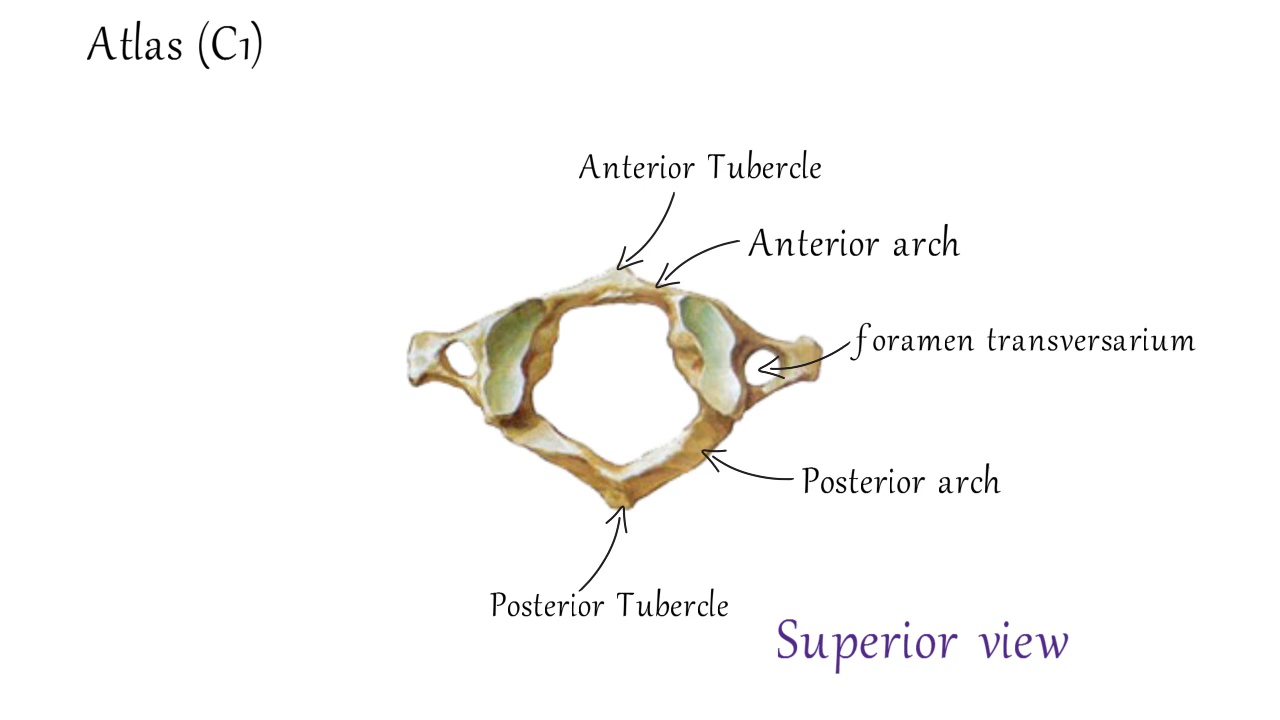 Atlas (C1)
Anterior Tubercle
Anterior arch
foramen transversarium
Posterior arch
Posterior Tubercle
Superior view